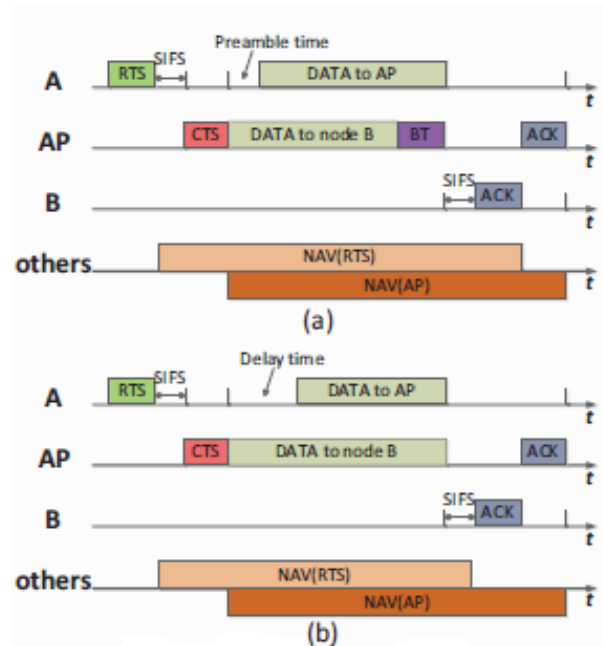 Preamble time
SIFS
A RTS DATA to AP t
AP CTS DATA to node B BT ACK t
SIFS
B ACK t
others NAV(RTS) t
NAV(AP)
(a)
Delay time
SIFS
A RTS DATA to AP t
AP CTS DATA to node B ACK t
SIFS
B ACK t
others NAV(RTS) t
NAV(AP)
(b)